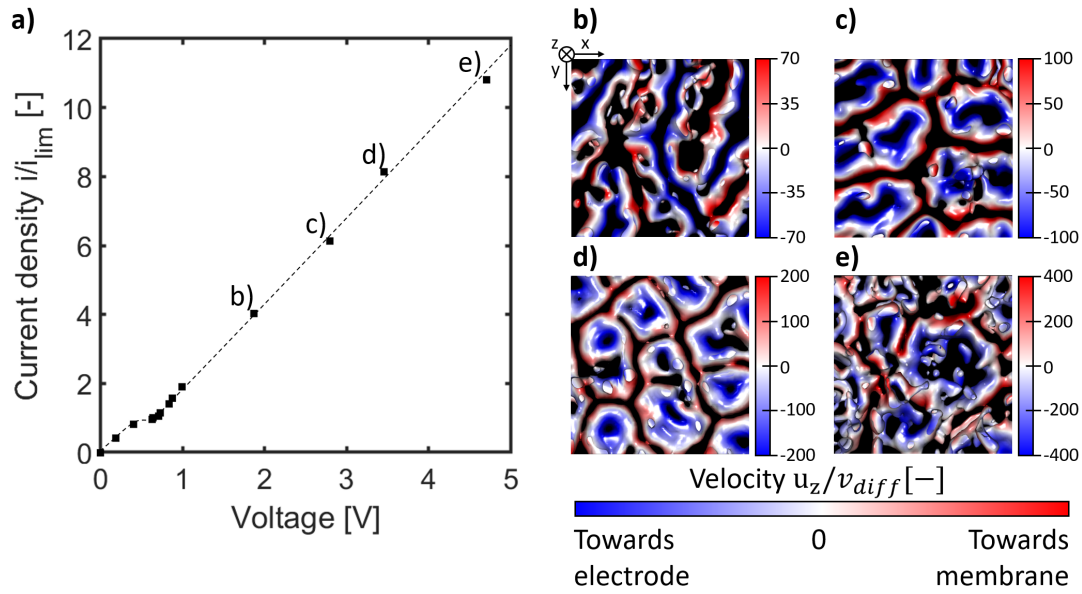 a)
12
10
8
6
4
2
0
0 1 2 3 4 5
Current density i/i_lim [-]
Voltage [V]
b)
c)
d)
e)
b)
z x
y
70
35
0
-35
-70
c)
100
50
0
-50
-100
d)
200
100
0
-100
-200
e)
400
200
0
-200
-400
Velocity u_z/v_diff[−]
Towards 0 Towards
electrode membrane